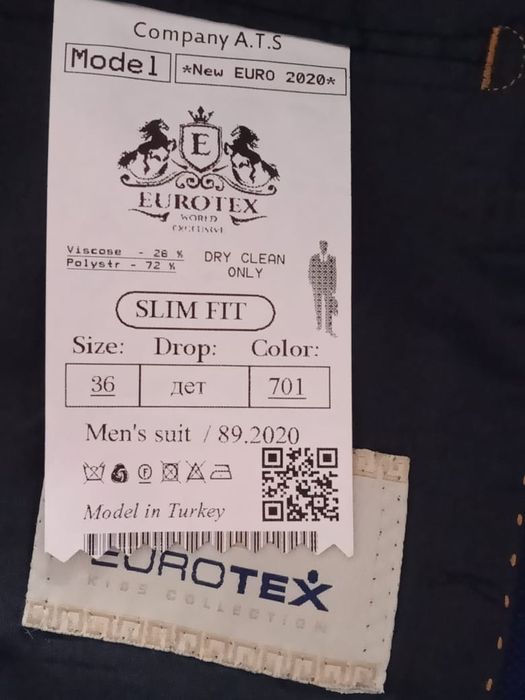 Company A.T.S
Model *New EURO 2020*
E
EUROTEX
WORLD
EXCLUSIVE
Viscose - 28 %
Polystr - 72 %
DRY CLEAN
ONLY
SLIM FIT
Size: Drop: Color:
36 дет 701
Men's suit / 89.2020
Model in Turkey
EUROTEX
KIDS COLLECTION